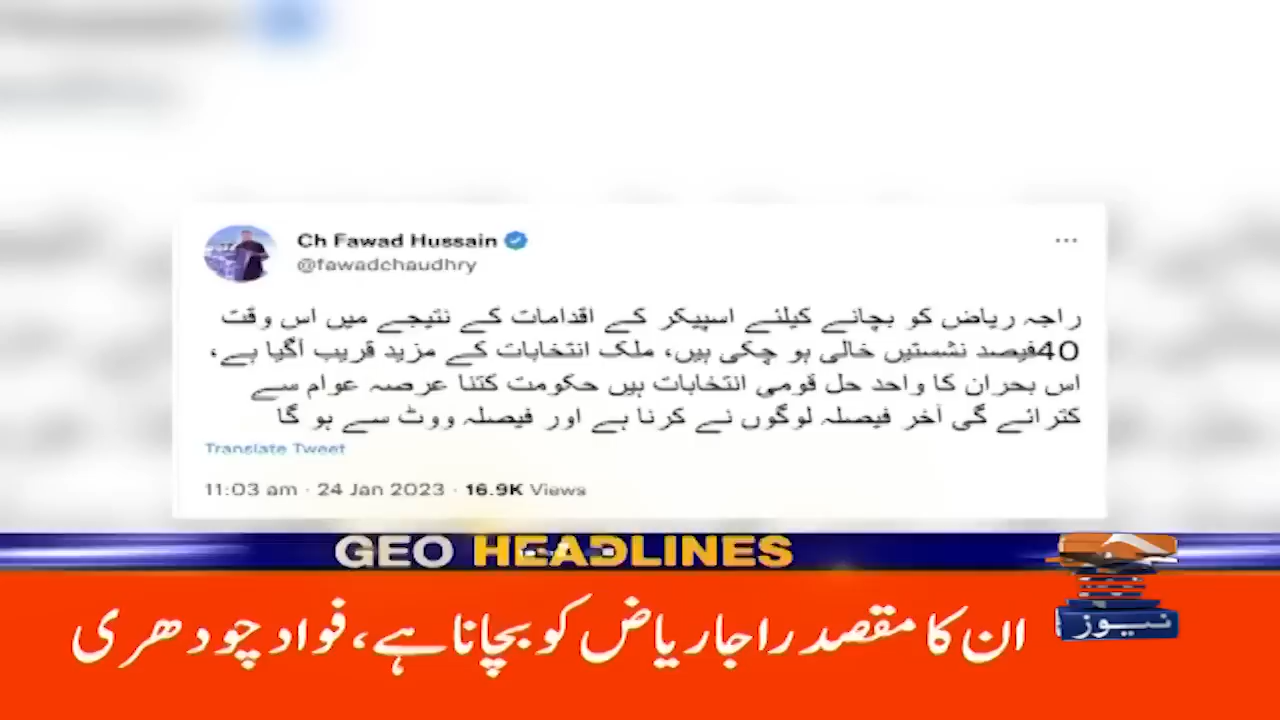 Ch Fawad Hussain
@fawadchaudhry
راجہ ریاض کو بچانے کیلئے اسپیکر کے اقدامات کے نتیجے میں اس وقت
40فیصد نشستیں خالی ہو چکی ہیں، ملک انتخابات کے مزید قریب آگیا ہے،
اس بحران کا واحد حل قومی انتخابات ہیں حکومت کتنا عرصہ عوام سے
کترائے گی آخر فیصلہ لوگوں نے کرنا ہے اور فیصلہ ووٹ سے ہو گا
Translate Tweet
11:03 am · 24 Jan 2023 · 16.9K Views
GEO HEADLINES
نیوز
ان کا مقصد راجا ریاض کو بچانا ہے، فواد چودھری